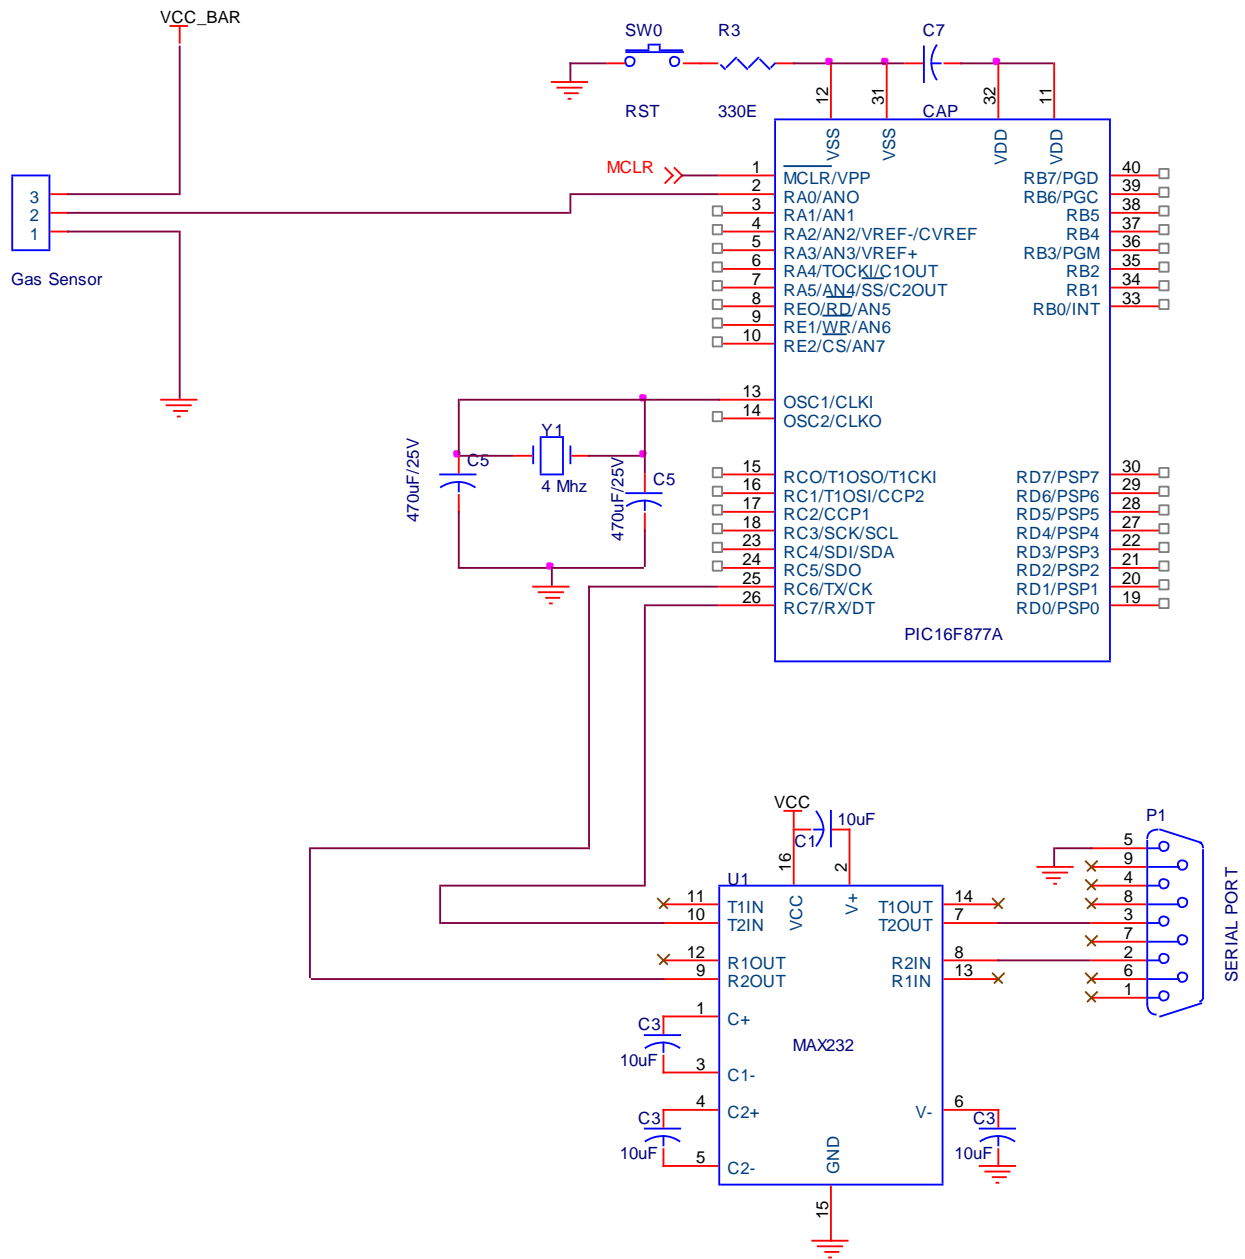 VCC_BAR
SW0
R3
C7
RST
330E
CAP
12
31
32
11
VSS
VSS
VDD
VDD
3
2
1
Gas Sensor
MCLR
1
MCLR/VPP
2
RA0/ANO
3
RA1/AN1
4
RA2/AN2/VREF-/CVREF
5
RA3/AN3/VREF+
6
RA4/TOCKI/C1OUT
7
RA5/AN4/SS/C2OUT
8
REO/RD/AN5
9
RE1/WR/AN6
10
RE2/CS/AN7
13
OSC1/CLKI
14
OSC2/CLKO
15
RCO/T1OSO/T1CKI
16
RC1/T1OSI/CCP2
17
RC2/CCP1
18
RC3/SCK/SCL
23
RC4/SDI/SDA
24
RC5/SDO
25
RC6/TX/CK
26
RC7/RX/DT
40
RB7/PGD
39
RB6/PGC
38
RB5
37
RB4
36
RB3/PGM
35
RB2
34
RB1
33
RB0/INT
30
RD7/PSP7
29
RD6/PSP6
28
RD5/PSP5
27
RD4/PSP4
22
RD3/PSP3
21
RD2/PSP2
20
RD1/PSP1
19
RD0/PSP0
PIC16F877A
Y1
4 Mhz
C5
470uF/25V
C5
470uF/25V
VCC
C1
10uF
16
2
U1
VCC
V+
11
T1IN
10
T2IN
12
R1OUT
9
R2OUT
1
C+
3
C1-
4
C2+
5
C2-
C3
10uF
C3
10uF
14
T1OUT
7
T2OUT
8
R2IN
13
R1IN
MAX232
6
V-
C3
10uF
GND
15
P1
5
9
4
8
3
7
2
6
1
SERIAL PORT